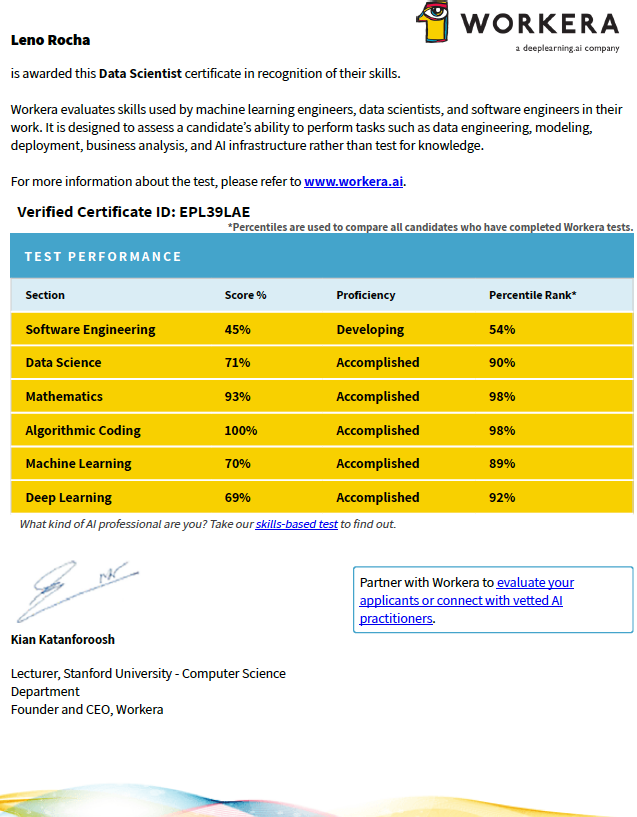 WORKERA
a deeplearning.ai company
Leno Rocha
is awarded this Data Scientist certificate in recognition of their skills.
Workera evaluates skills used by machine learning engineers, data scientists, and software engineers in their
work. It is designed to assess a candidate's ability to perform tasks such as data engineering, modeling,
deployment, business analysis, and AI infrastructure rather than test for knowledge.
For more information about the test, please refer to www.workera.ai.
Verified Certificate ID: EPL39LAE
*Percentiles are used to compare all candidates who have completed Workera tests.
TEST PERFORMANCE
Section Score % Proficiency Percentile Rank*
Software Engineering 45% Developing 54%
Data Science 71% Accomplished 90%
Mathematics 93% Accomplished 98%
Algorithmic Coding 100% Accomplished 98%
Machine Learning 70% Accomplished 89%
Deep Learning 69% Accomplished 92%
What kind of AI professional are you? Take our skills-based test to find out.
Partner with Workera to evaluate your
applicants or connect with vetted AI
practitioners.
Kian Katanforoosh
Lecturer, Stanford University - Computer Science
Department
Founder and CEO, Workera